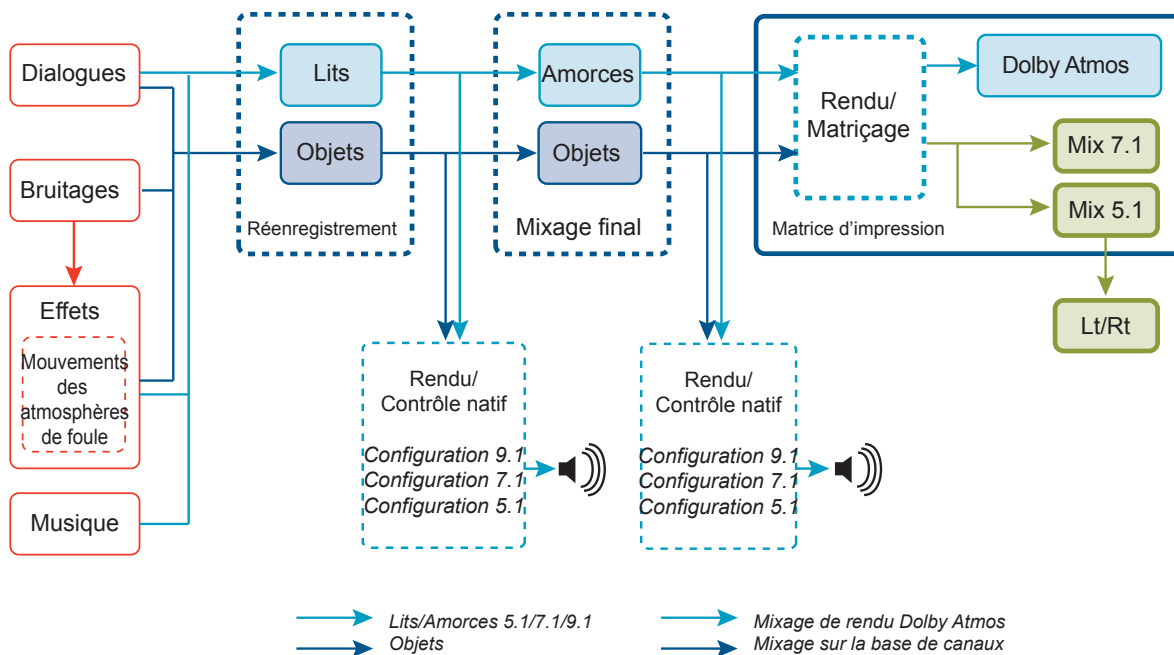 Dialogues
Bruitages
Effets
Mouvements
des
atmosphères
de foule
Musique
Lits
Objets
Réenregistrement
Amorces
Objets
Mixage final
Rendu/
Matriçage
Matrice d'impression
Dolby Atmos
Mix 7.1
Mix 5.1
Lt/Rt
Rendu/
Contrôle natif
Configuration 9.1
Configuration 7.1
Configuration 5.1
Rendu/
Contrôle natif
Configuration 9.1
Configuration 7.1
Configuration 5.1
Lits/Amorces 5.1/7.1/9.1
Objets
Mixage de rendu Dolby Atmos
Mixage sur la base de canaux